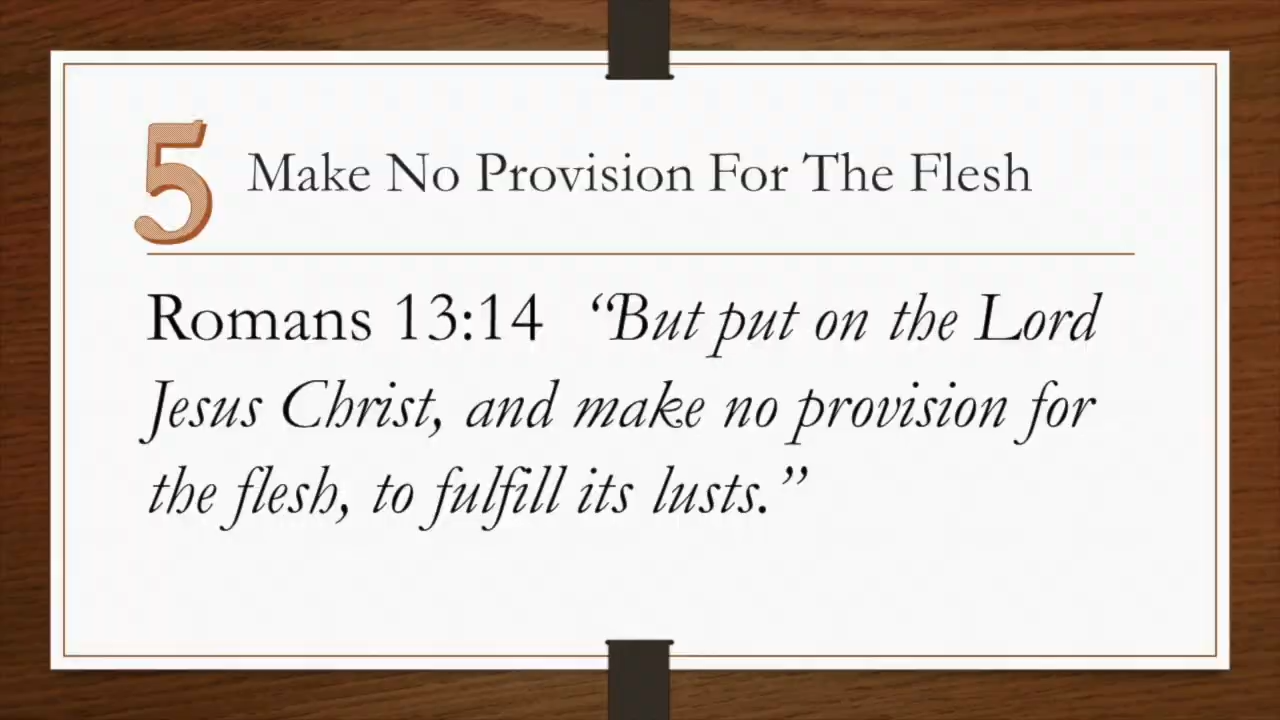 5 Make No Provision For The Flesh
Romans 13:14 “But put on the Lord
Jesus Christ, and make no provision for
the flesh, to fulfill its lusts.”